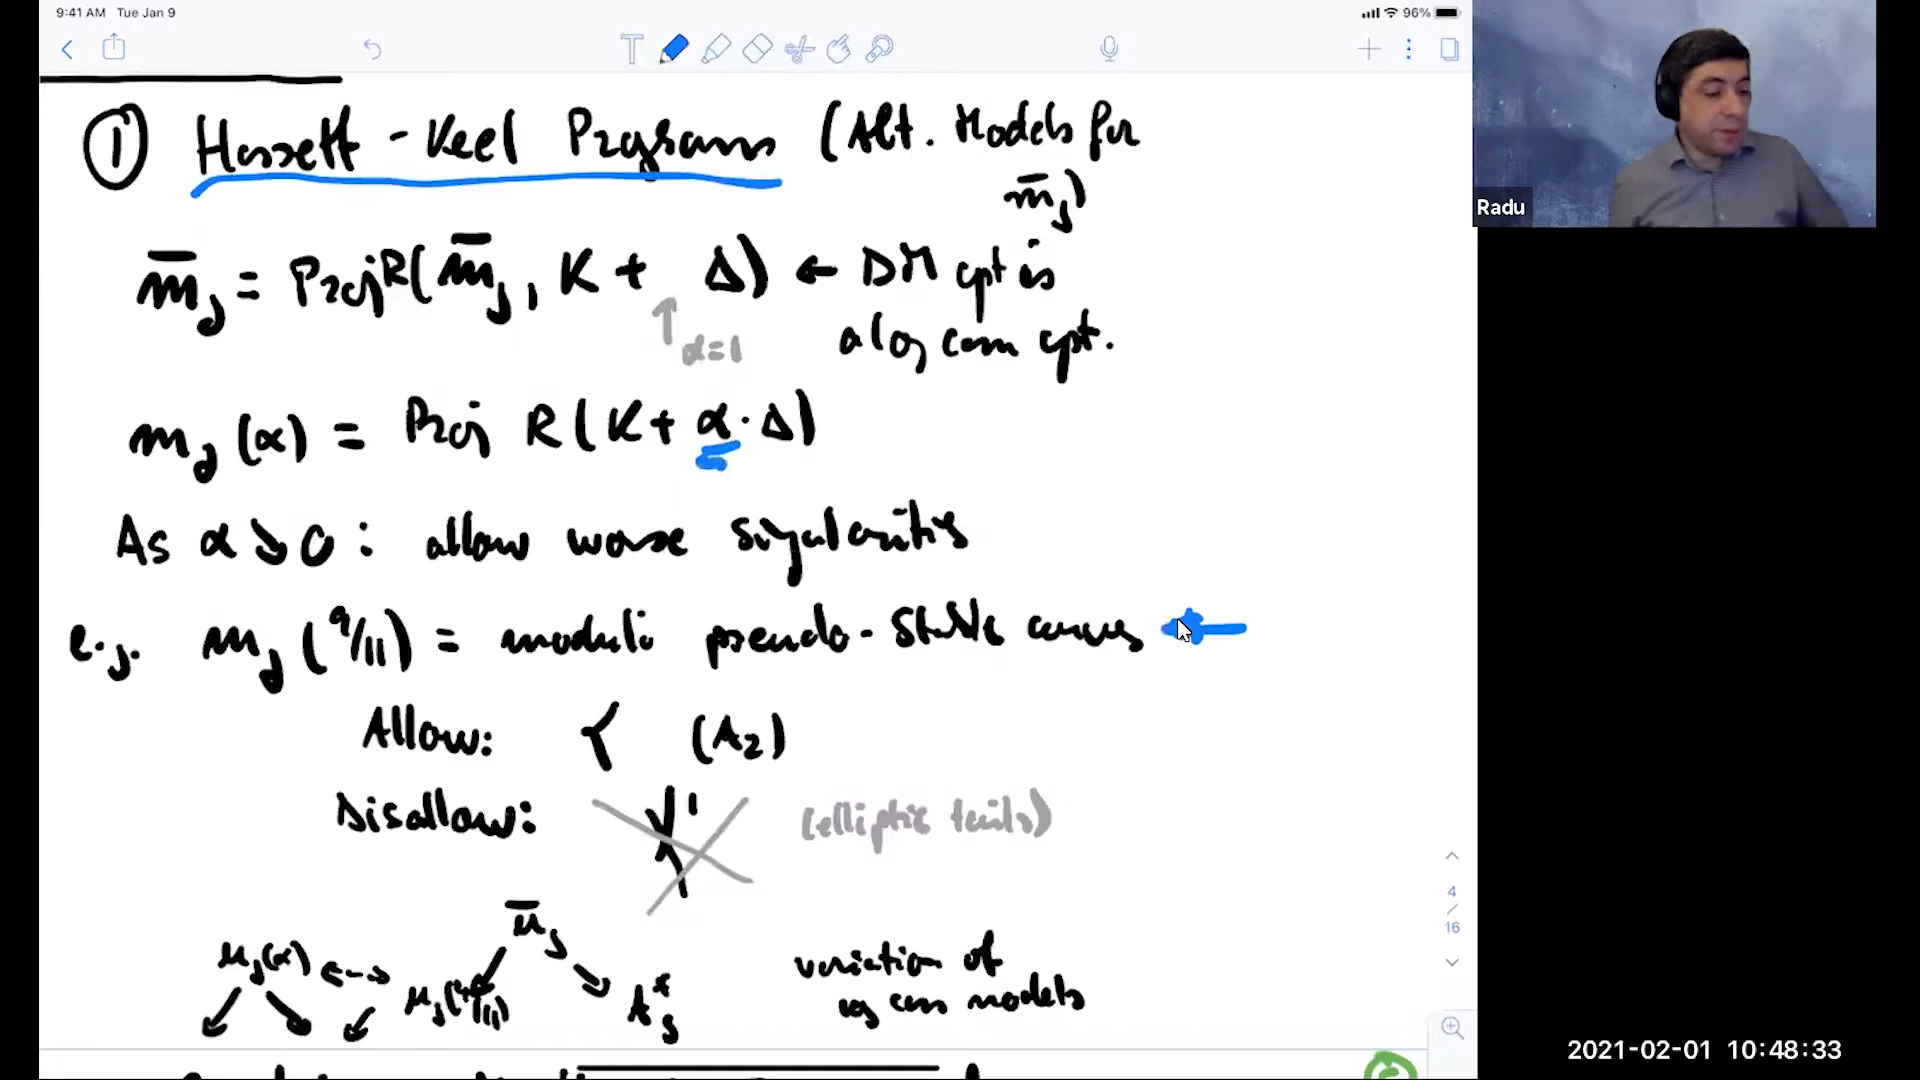 9:41 AM Tue Jan 9
96%
① Hassett-Keel Program (Alt. Models for
M̄g)
M̄g = Proj R(M̄g, K + Δ) ← DM cpt is
a log can cpt.
↑ α=1
Mg(α) = Proj R(K + α·Δ)
As α ↘ 0: allow worse singularities
e.g. Mg(9/11) = moduli pseudo-stable curves ←
Allow: (A2)
Disallow: 1 (elliptic tails)
M̄g
Mg(α) ⇠⇢ Mg(9/11) A*g
variation of
log can models
4
/
16
Radu
2021-02-01 10:48:33